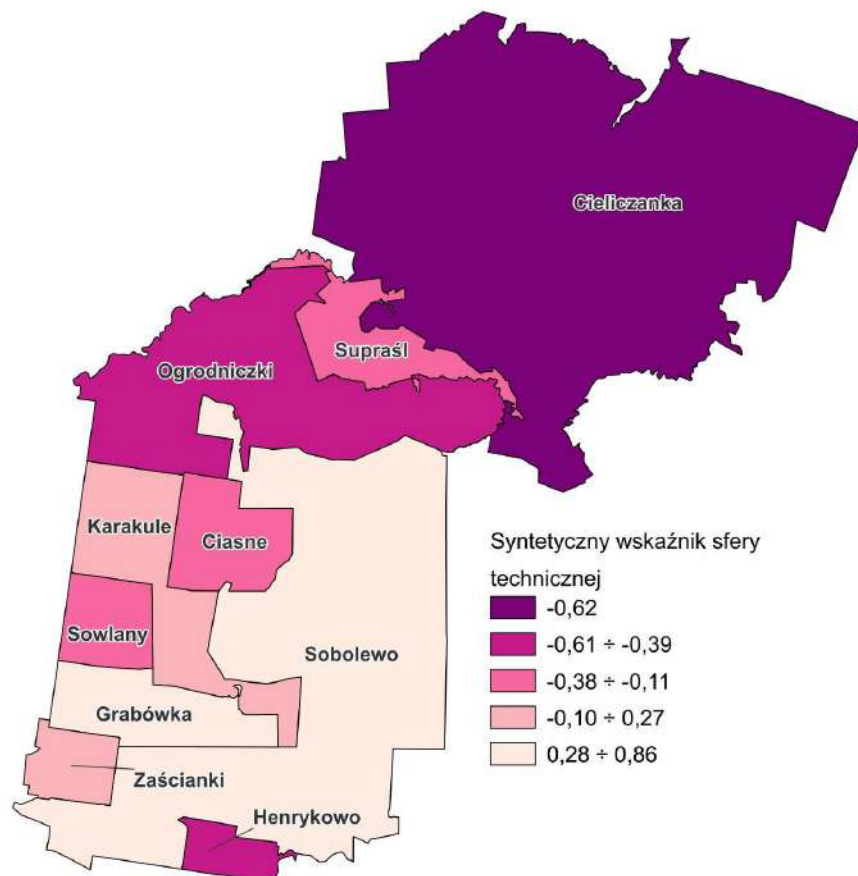 Cieliczanka
Supraśl
Ogrodniczki
Karakule
Ciasne
Sowlany
Sobolewo
Grabówka
Zaścianki
Henrykowo
Syntetyczny wskaźnik sfery
technicznej
-0,62
-0,61 ÷ -0,39
-0,38 ÷ -0,11
-0,10 ÷ 0,27
0,28 ÷ 0,86